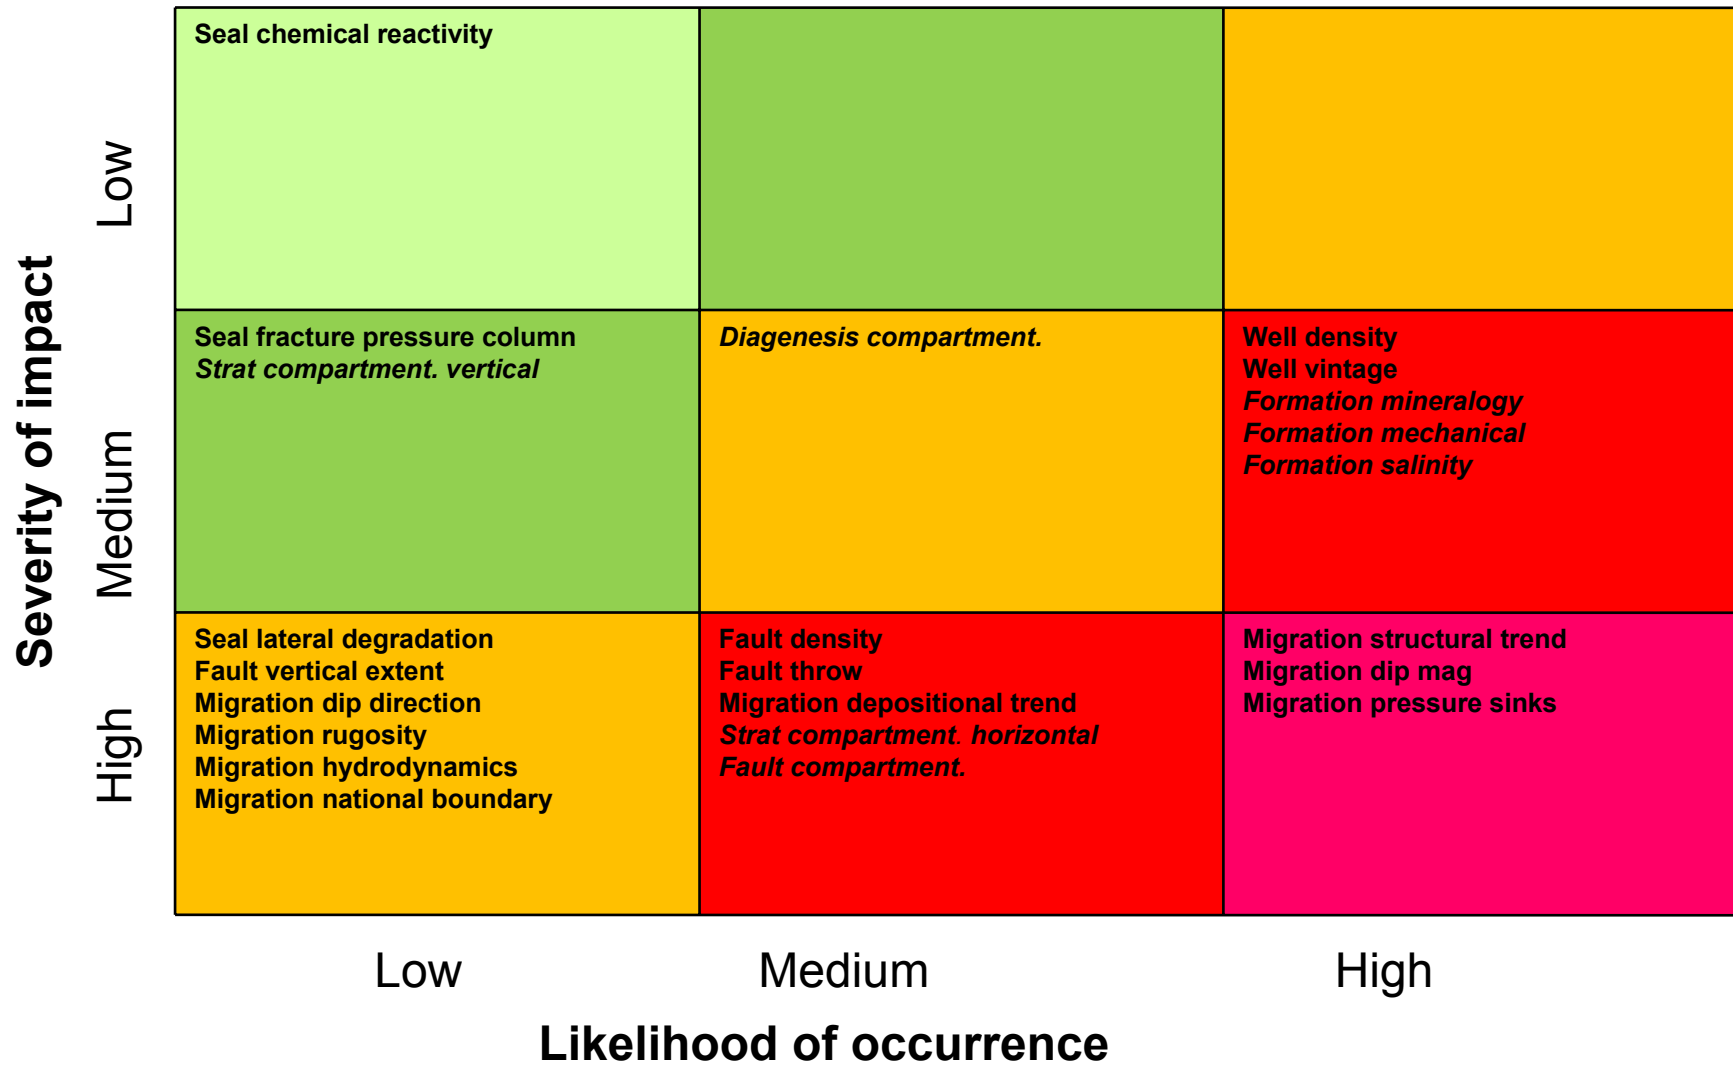 Severity of impact
Low
Seal chemical reactivity
Medium
Seal fracture pressure column
Strat compartment. vertical
Diagenesis compartment.
Well density
Well vintage
Formation mineralogy
Formation mechanical
Formation salinity
High
Seal lateral degradation
Fault vertical extent
Migration dip direction
Migration rugosity
Migration hydrodynamics
Migration national boundary
Fault density
Fault throw
Migration depositional trend
Strat compartment. horizontal
Fault compartment.
Migration structural trend
Migration dip mag
Migration pressure sinks
Low
Medium
High
Likelihood of occurrence